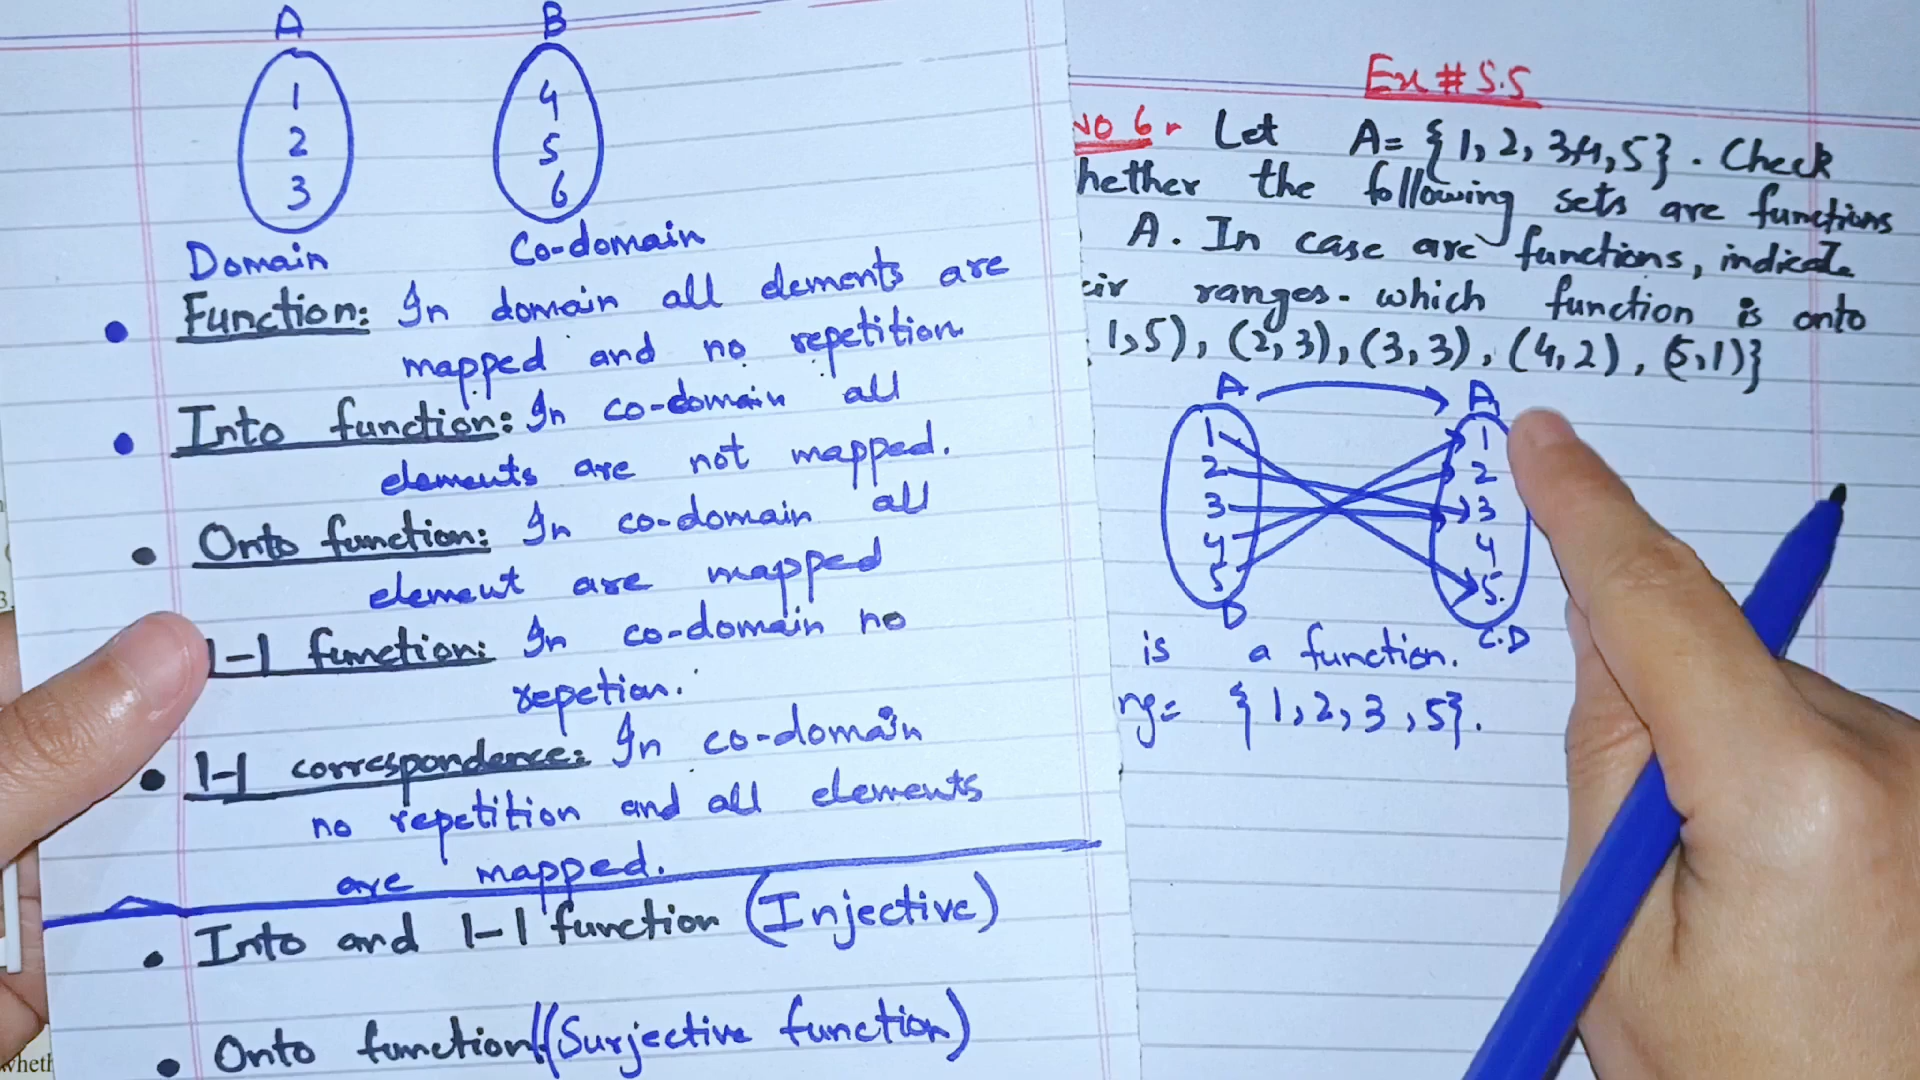 A B
1 4
2 5
3 6
Domain Co-domain
Function: In domain all elements are
mapped and no repetition
Into function: In co-domain all
elements are not mapped.
Onto function: In co-domain all
element are mapped
1-1 function: In co-domain no
repetion.
1-1 correspondence: In co-domain
no repetition and all elements
are mapped.
Into and 1-1 function (Injective)
Onto function (Surjective function)
Ex # 5.5
No 6 Let A= {1, 2, 3,4, 5}. Check
hether the following sets are functions
A. In case are functions, indicate
eir ranges. which function is onto
1,5), (2,3), (3,3), (4,2), (5,1)}
A A
1 1
2 2
3 3
4 4
5 5
D C.D
is a function.
ng= {1,2,3,5}.